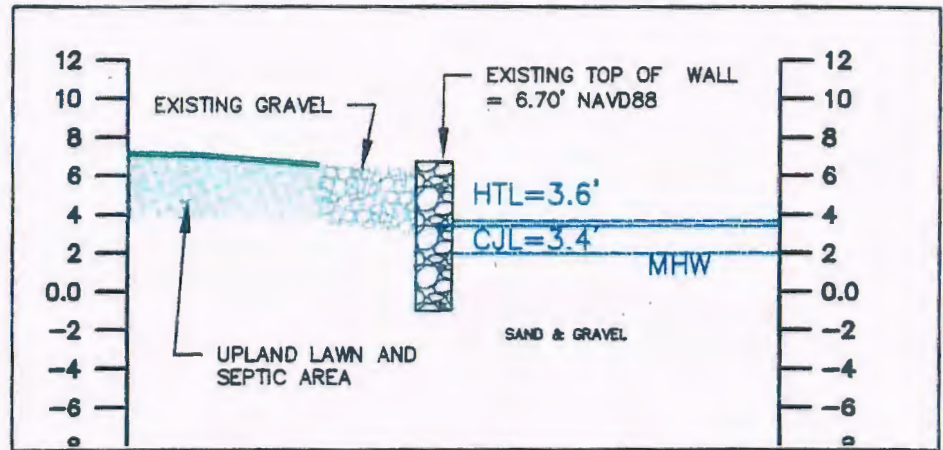 12
10
8
6
4
2
0.0
-2
-4
-6
EXISTING GRAVEL
EXISTING TOP OF WALL
= 6.70' NAVD88
HTL=3.6'
CJL=3.4'
MHW
SAND & GRAVEL
UPLAND LAWN AND
SEPTIC AREA
12
10
8
6
4
2
0.0
-2
-4
-6